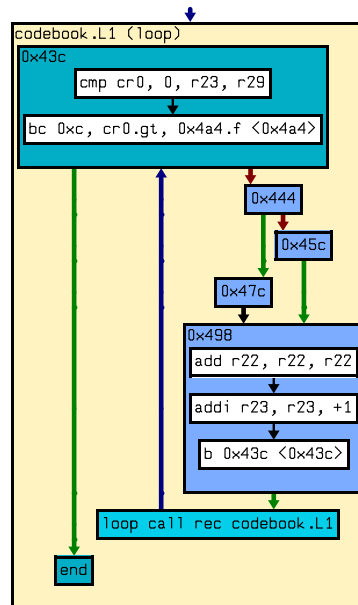 codebook.L1 (loop)
0x43c
cmp cr0, 0, r23, r29
bc 0xc, cr0.gt, 0x4a4.f <0x4a4>
0x444
0x45c
0x47c
0x498
add r22, r22, r22
addi r23, r23, +1
b 0x43c <0x43c>
loop call rec codebook.L1
end